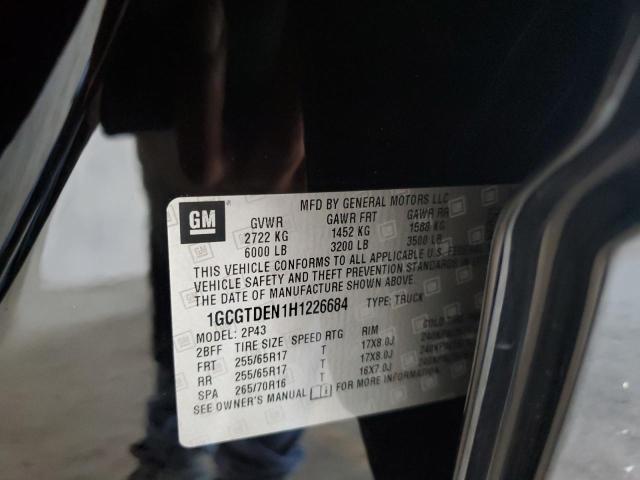 MFD BY GENERAL MOTORS LLC
GM GVWR GAWR FRT GAWR RR
2722 KG 1452 KG 1588 KG
6000 LB 3200 LB 3500 LB
THIS VEHICLE CONFORMS TO ALL APPLICABLE U.S. FEDERAL
VEHICLE SAFETY AND THEFT PREVENTION STANDARDS
THE DATE OF MANUFACTURE SHOWN ABOVE.
1GCGTDEN1H1226684 TYPE: TRUCK
MODEL: 2P43
2BFF TIRE SIZE SPEED RTG RIM COLD
FRT 255/65R17 T 17X8.0J
RR 255/65R17 T 17X8.0J
SPA 265/70R16 T 16X7.0J
SEE OWNER'S MANUAL FOR MORE INFORMATION